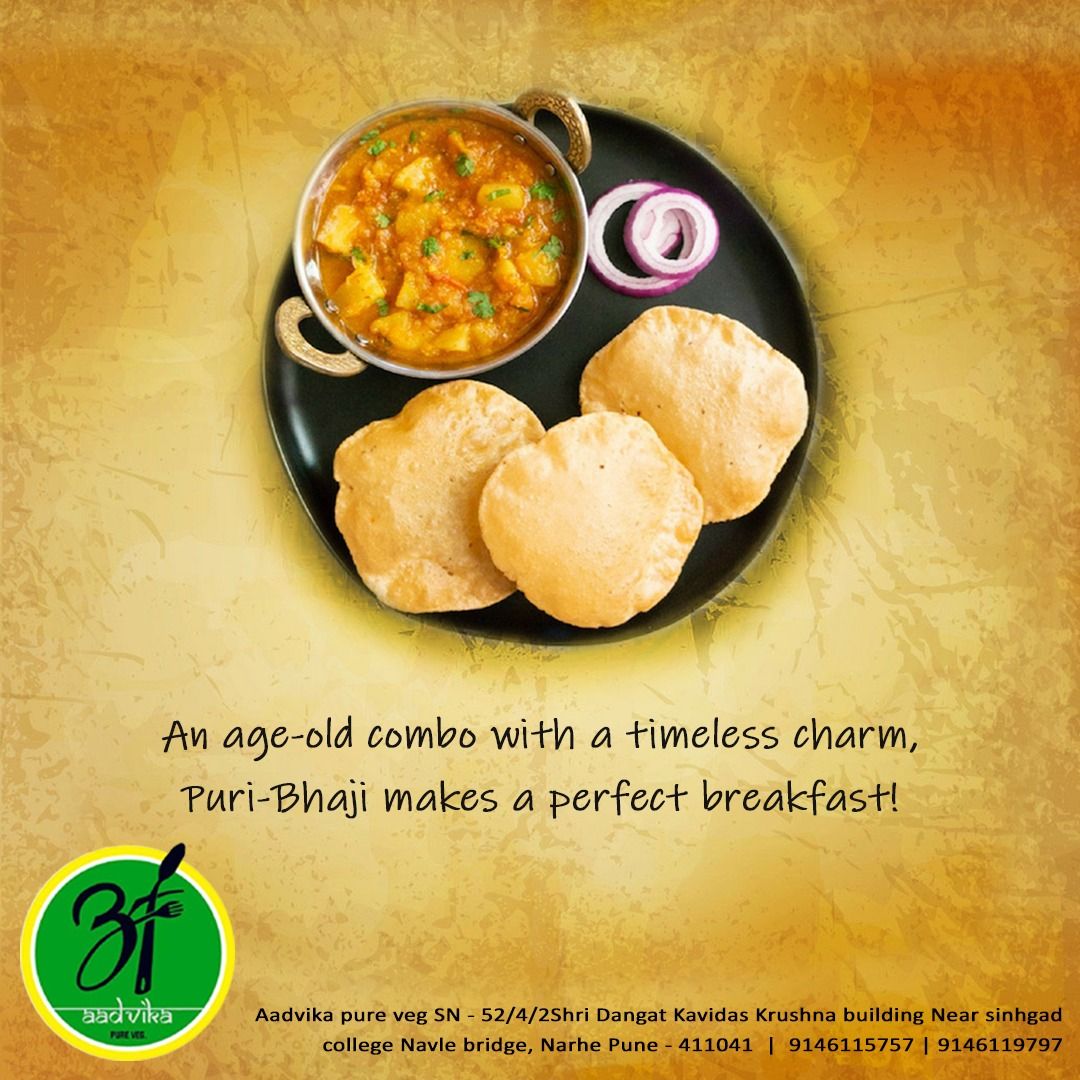 An age-old combo with a timeless charm,
Puri-Bhaji makes a perfect breakfast!
अ
aadvika
PURE VEG.
Aadvika pure veg SN - 52/4/2Shri Dangat Kavidas Krushna building Near sinhgad
college Navle bridge, Narhe Pune - 411041 | 9146115757 | 9146119797